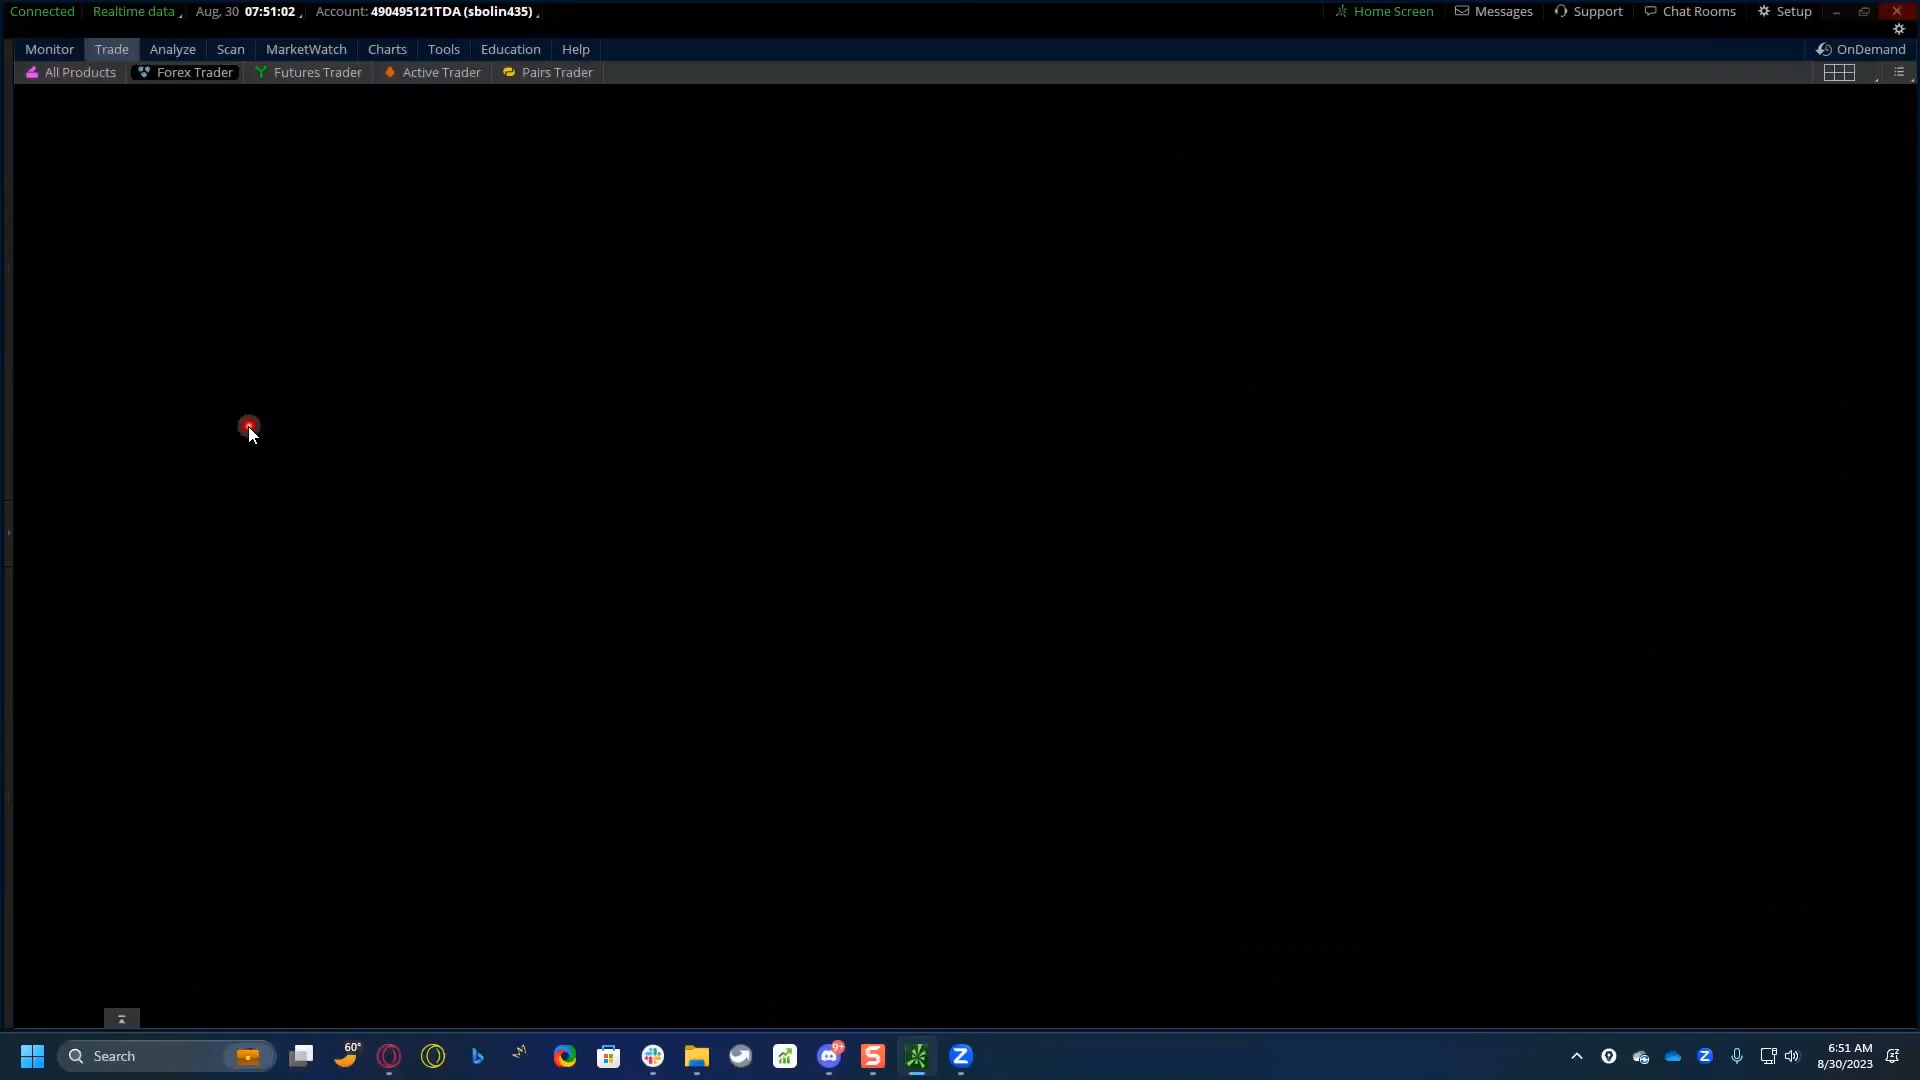 Connected Realtime data Aug, 30 07:51:02 Account: 490495121TDA (sbolin435) Home Screen Messages Support Chat Rooms Setup
Monitor Trade Analyze Scan MarketWatch Charts Tools Education Help OnDemand
All Products Forex Trader Futures Trader Active Trader Pairs Trader
Search 60° 9+ 6:51 AM
8/30/2023